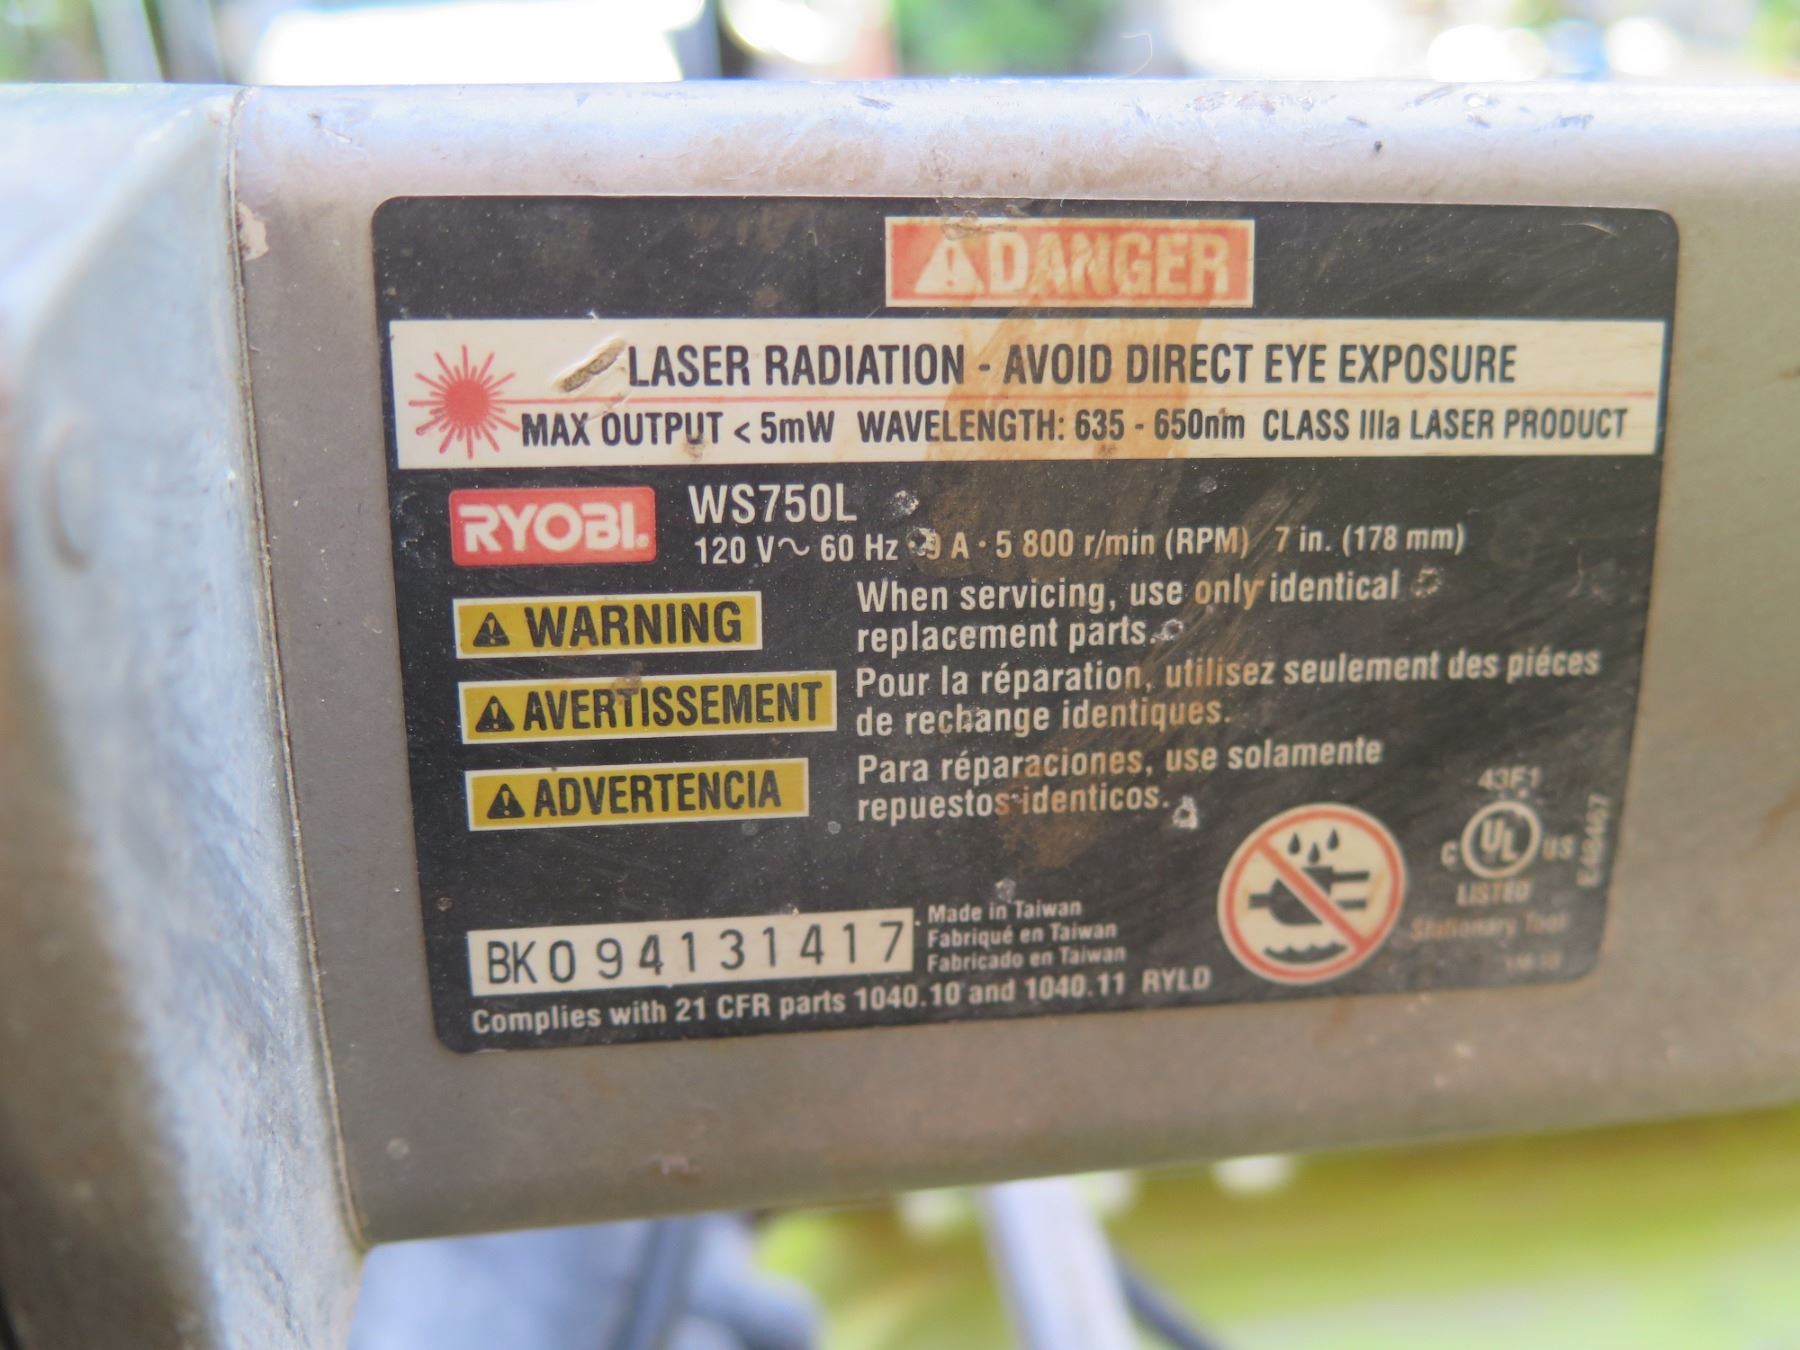 DANGER
LASER RADIATION - AVOID DIRECT EYE EXPOSURE
MAX OUTPUT < 5mW WAVELENGTH: 635 - 650nm CLASS IIIa LASER PRODUCT
RYOBI.
WS750L
120 V~ 60 Hz · 9 A · 5 800 r/min (RPM) 7 in. (178 mm)
WARNING
When servicing, use only identical
replacement parts.
AVERTISSEMENT
Pour la réparation, utilisez seulement des piéces
de rechange identiques.
ADVERTENCIA
Para réparaciones, use solamente
repuestos identicos.
43F1
C UL US
LISTED
E48467
Stationary Tool
BK094131417
Made in Taiwan
Fabriqué en Taiwan
Fabricado en Taiwan
Complies with 21 CFR parts 1040.10 and 1040.11 RYLD